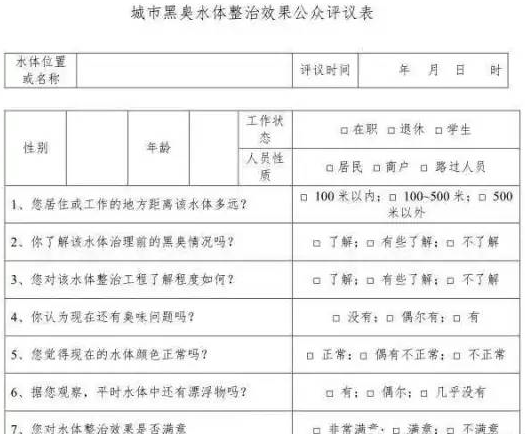 城市黑臭水体整治效果公众评议表
水体位置
或名称
评议时间
年 月 日 时
性别
年龄
工作状
态
□ 在职 □ 退休 □ 学生
人员性
质
□ 居民 □ 商户 □ 路过人员
1、您居住或工作的地方距离该水体多远?
□ 100 米以内; □ 100~500 米; □ 500
米以外
2、你了解该水体治理前的黑臭情况吗?
□ 了解; □ 有些了解; □ 不了解
3、您对该水体整治工程了解程度如何?
□ 了解; □ 有些了解; □ 不了解
4、你认为现在还有臭味问题吗?
□ 没有; □ 偶尔有; □ 有
5、您觉得现在的水体颜色正常吗?
□ 正常; □ 偶有不正常; □ 不正常
6、据您观察，平时水体中还有漂浮物吗?
□ 有; □ 偶尔; □ 几乎没有
7、您对水体整治效果是否满意
□ 非常满意; □ 满意; □ 不满意